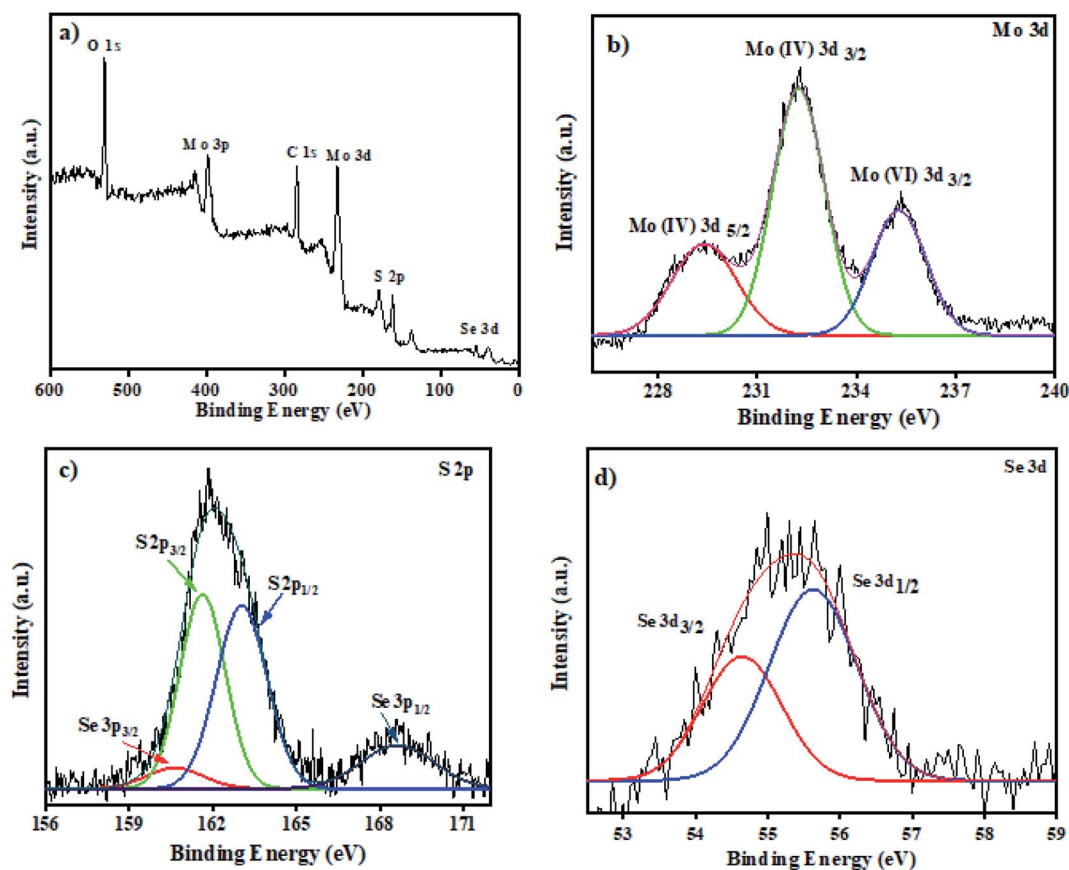 a)
O 1s
Mo 3p
C 1s
Mo 3d
S 2p
Se 3d
Intensity (a.u.)
600 500 400 300 200 100 0
Binding Energy (eV)
b)
Mo 3d
Mo (IV) 3d 3/2
Mo (VI) 3d 3/2
Mo (IV) 3d 5/2
Intensity (a.u.)
228 231 234 237 240
Binding Energy (eV)
c)
S 2p
S2p3/2
S2p1/2
Se 3p1/2
Se 3p3/2
Intensity (a.u.)
156 159 162 165 168 171
Binding Energy (eV)
d)
Se 3d
Se 3d1/2
Se 3d3/2
Intensity (a.u.)
53 54 55 56 57 58 59
Binding Energy (eV)